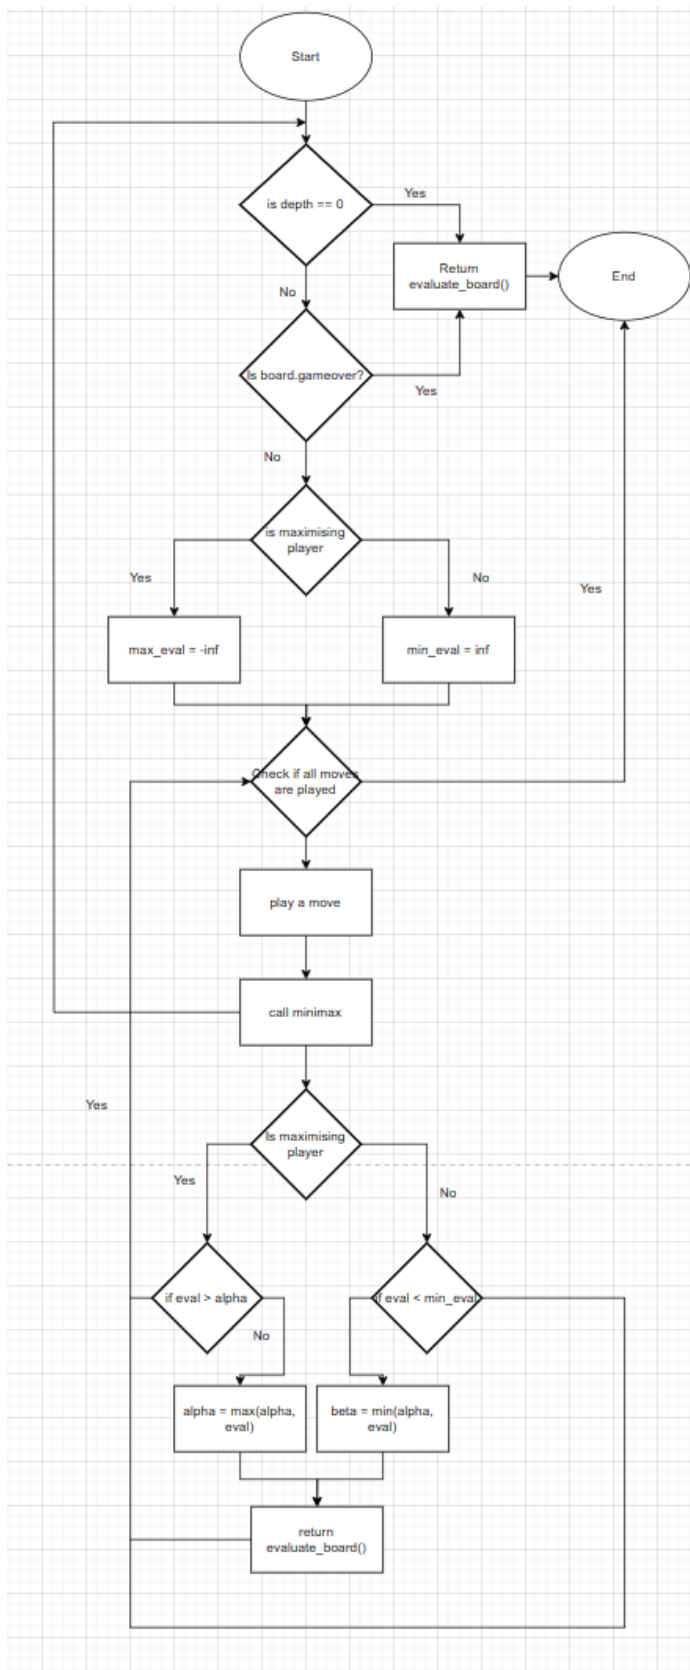 Start
is depth == 0
Yes
Return
evaluate_board()
End
No
Is board.gameover?
Yes
No
is maximising
player
Yes
No
Yes
max_eval = -inf
min_eval = inf
Check if all moves
are played
play a move
call minimax
Yes
Is maximising
player
Yes
No
if eval > alpha
if eval < min_eval
No
alpha = max(alpha,
eval)
beta = min(alpha,
eval)
return
evaluate_board()